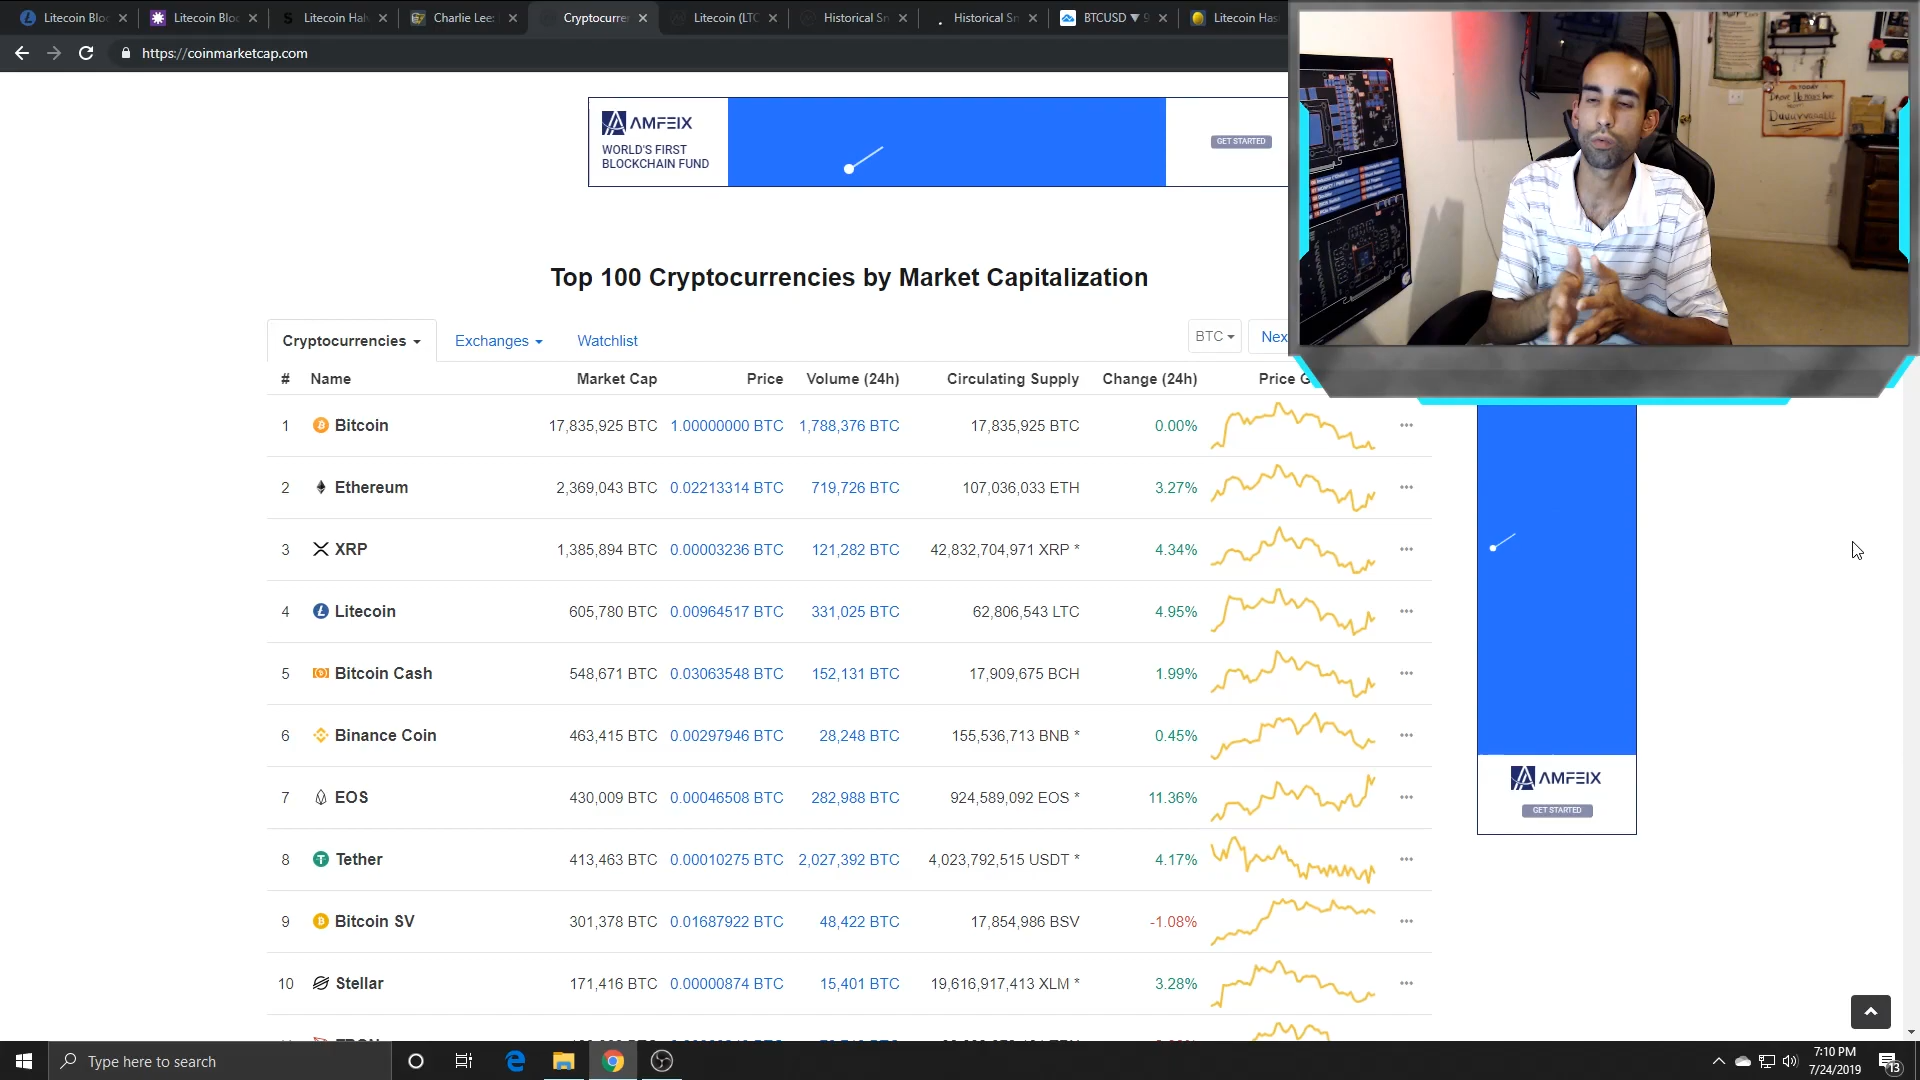 Litecoin Bloc
Litecoin Bloc
Litecoin Halv
Charlie Lee:
Cryptocurren
Litecoin (LTC
Historical Sn
Historical Sn
BTCUSD ▼ 9
Litecoin Has
https://coinmarketcap.com
AMFEIX
WORLD'S FIRST
BLOCKCHAIN FUND
GET STARTED
Top 100 Cryptocurrencies by Market Capitalization
Cryptocurrencies Exchanges Watchlist BTC Nex
# Name Market Cap Price Volume (24h) Circulating Supply Change (24h) Price G
1 Bitcoin 17,835,925 BTC 1.00000000 BTC 1,788,376 BTC 17,835,925 BTC 0.00%
2 Ethereum 2,369,043 BTC 0.02213314 BTC 719,726 BTC 107,036,033 ETH 3.27%
3 XRP 1,385,894 BTC 0.00003236 BTC 121,282 BTC 42,832,704,971 XRP * 4.34%
4 Litecoin 605,780 BTC 0.00964517 BTC 331,025 BTC 62,806,543 LTC 4.95%
5 Bitcoin Cash 548,671 BTC 0.03063548 BTC 152,131 BTC 17,909,675 BCH 1.99%
6 Binance Coin 463,415 BTC 0.00297946 BTC 28,248 BTC 155,536,713 BNB * 0.45%
7 EOS 430,009 BTC 0.00046508 BTC 282,988 BTC 924,589,092 EOS * 11.36%
8 Tether 413,463 BTC 0.00010275 BTC 2,027,392 BTC 4,023,792,515 USDT * 4.17%
9 Bitcoin SV 301,378 BTC 0.01687922 BTC 48,422 BTC 17,854,986 BSV -1.08%
10 Stellar 171,416 BTC 0.00000874 BTC 15,401 BTC 19,616,917,413 XLM * 3.28%
AMFEIX
GET STARTED
Type here to search
7:10 PM
7/24/2019
13